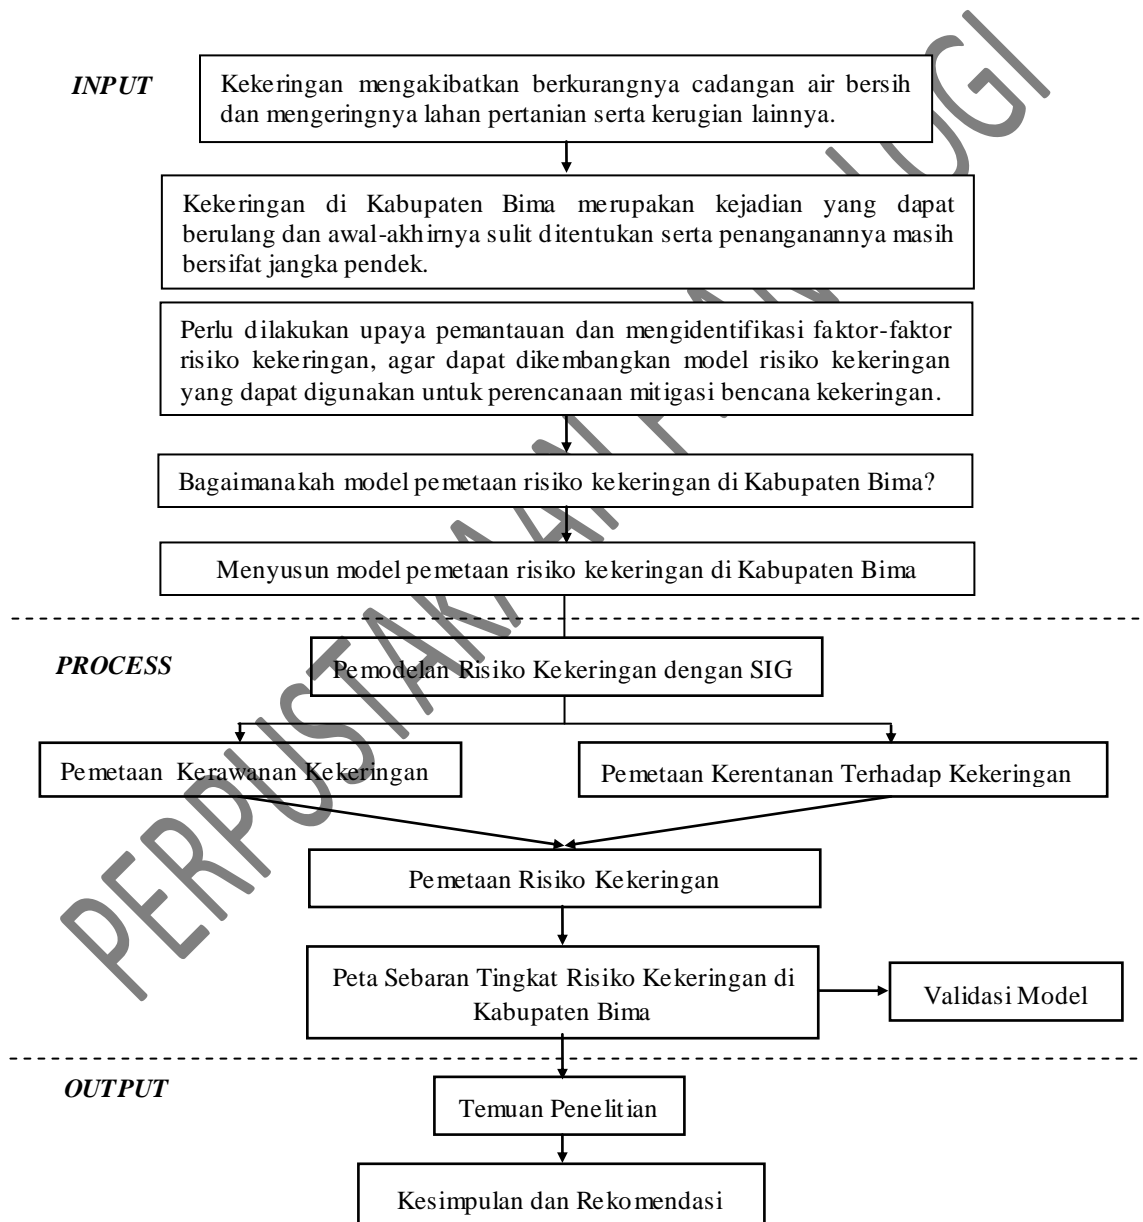 INPUT
Kekeringan mengakibatkan berkurangnya cadangan air bersih
dan mengeringnya lahan pertanian serta kerugian lainnya.
Kekeringan di Kabupaten Bima merupakan kejadian yang dapat
berulang dan awal-akhirnya sulit ditentukan serta penanganannya masih
bersifat jangka pendek.
Perlu dilakukan upaya pemantauan dan mengidentifikasi faktor-faktor
risiko kekeringan, agar dapat dikembangkan model risiko kekeringan
yang dapat digunakan untuk perencanaan mitigasi bencana kekeringan.
Bagaimanakah model pemetaan risiko kekeringan di Kabupaten Bima?
Menyusun model pemetaan risiko kekeringan di Kabupaten Bima
PROCESS
Pemodelan Risiko Kekeringan dengan SIG
Pemetaan Kerawanan Kekeringan
Pemetaan Kerentanan Terhadap Kekeringan
Pemetaan Risiko Kekeringan
Peta Sebaran Tingkat Risiko Kekeringan di
Kabupaten Bima
Validasi Model
OUTPUT
Temuan Penelitian
Kesimpulan dan Rekomendasi
PERPUSTAKAAN